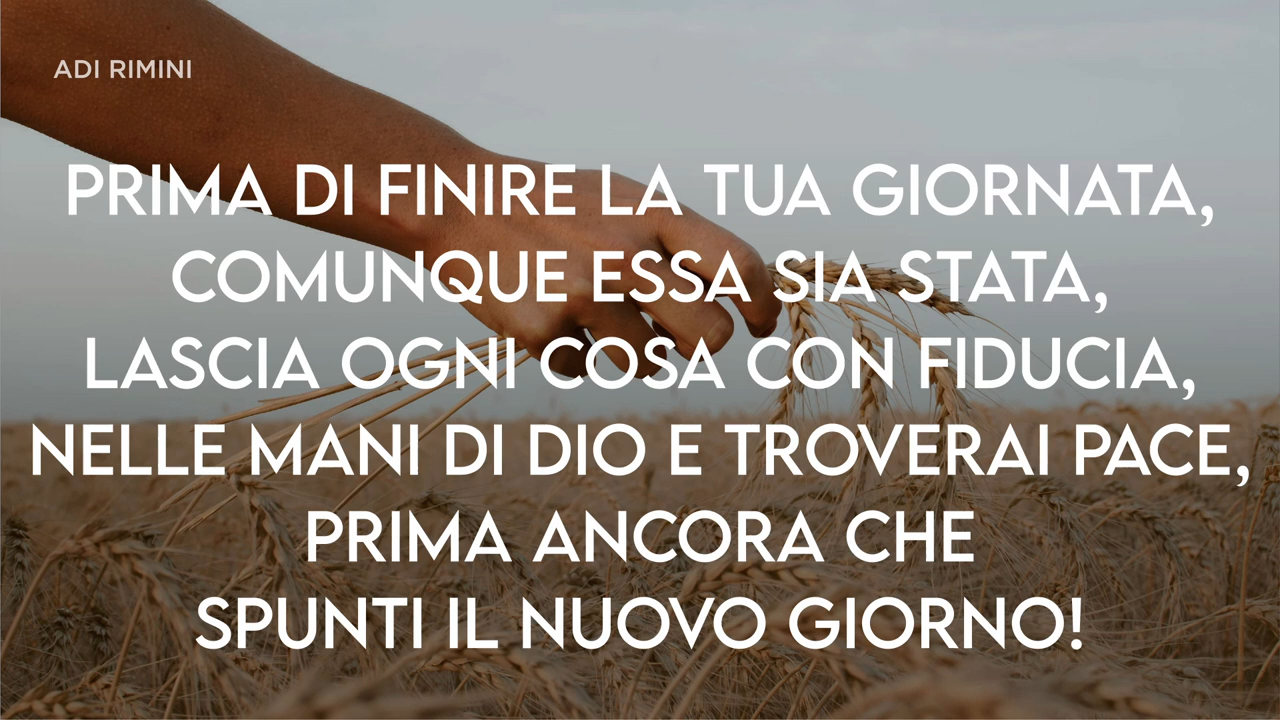 ADI RIMINI
PRIMA DI FINIRE LA TUA GIORNATA,
COMUNQUE ESSA SIA STATA,
LASCIA OGNI COSA CON FIDUCIA,
NELLE MANI DI DIO E TROVERAI PACE,
PRIMA ANCORA CHE
SPUNTI IL NUOVO GIORNO!